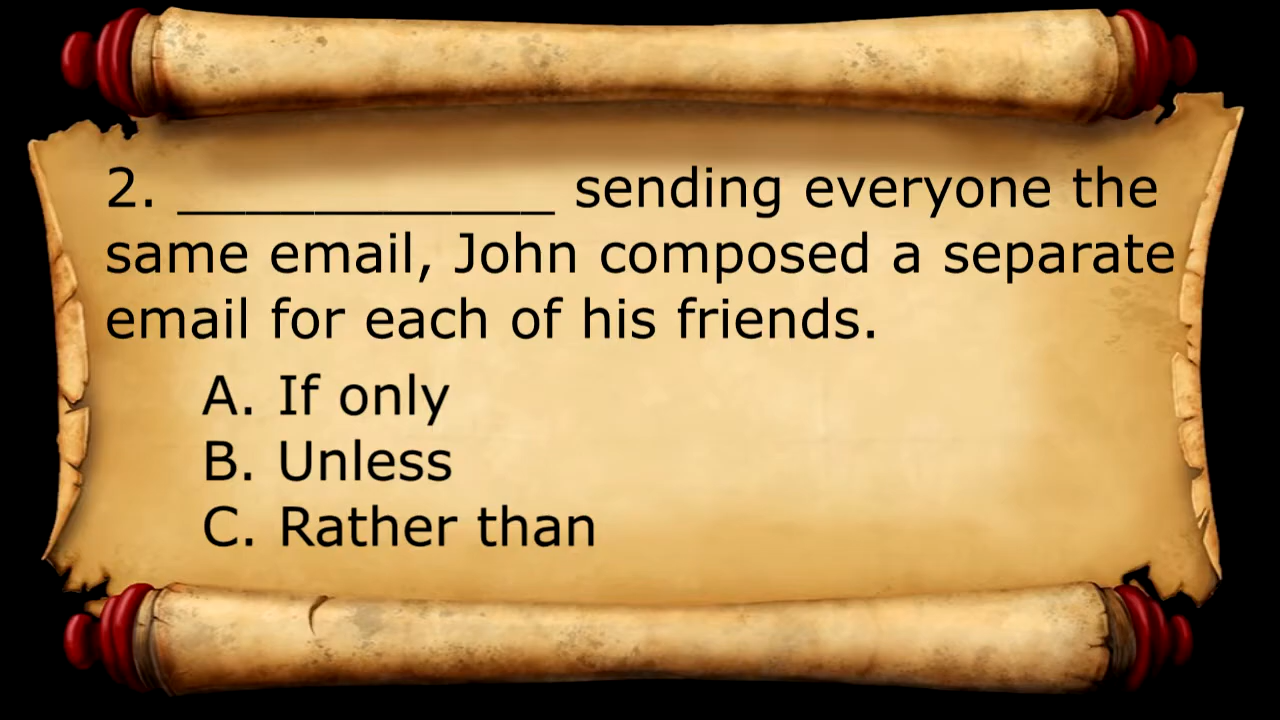 2. ____________ sending everyone the
same email, John composed a separate
email for each of his friends.
A. If only
B. Unless
C. Rather than